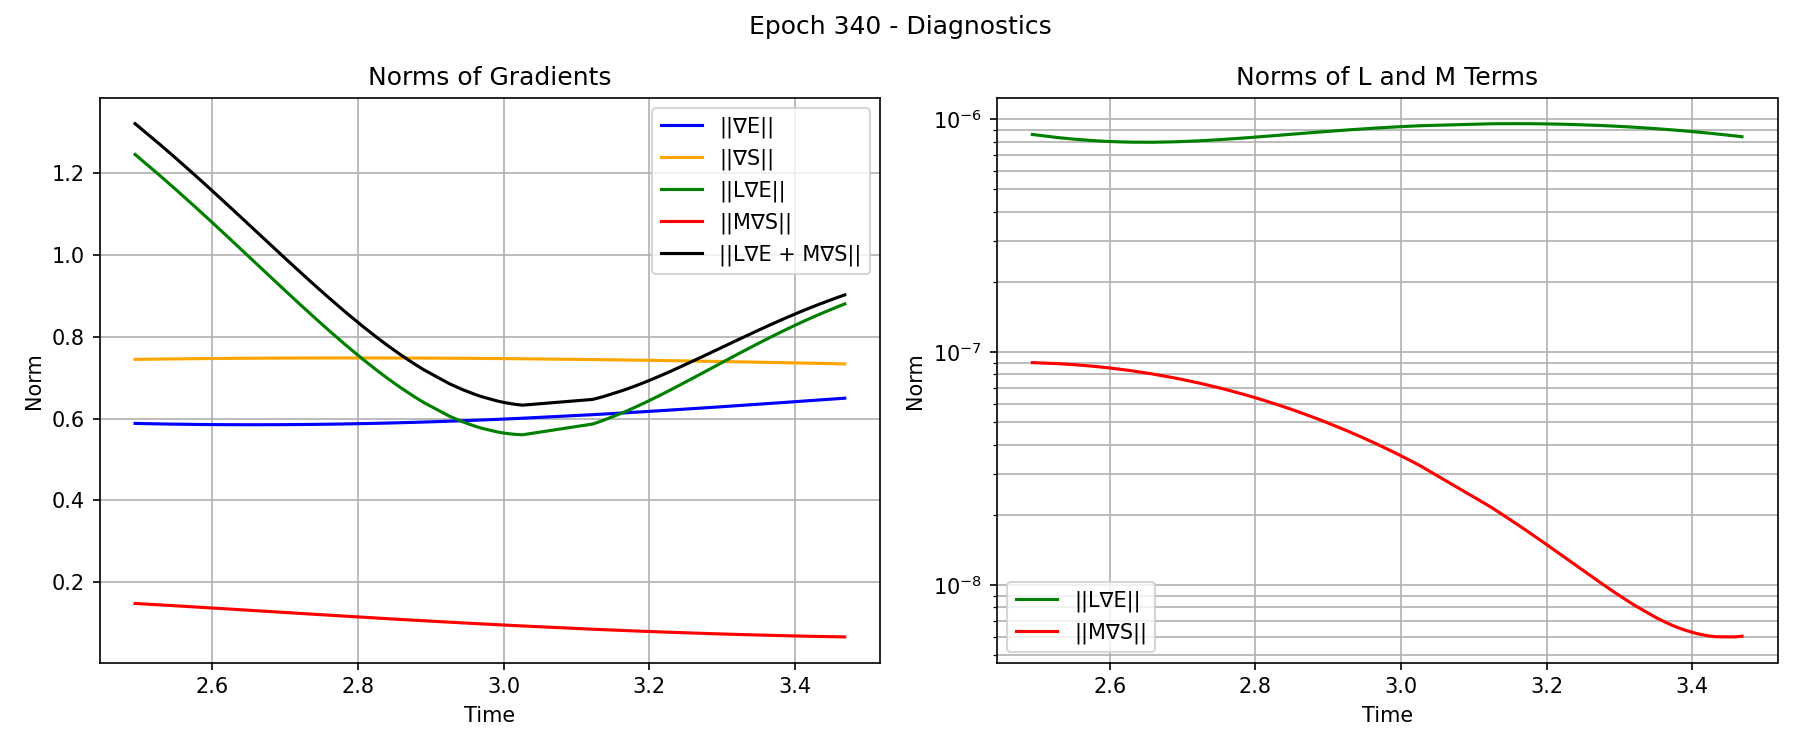 Epoch 340 - Diagnostics
Norms of Gradients
Norm
1.2
1.0
0.8
0.6
0.4
0.2
2.6 2.8 3.0 3.2 3.4
Time
||∇E||
||∇S||
||L∇E||
||M∇S||
||L∇E + M∇S||
Norms of L and M Terms
Norm
10⁻⁶
10⁻⁷
10⁻⁸
2.6 2.8 3.0 3.2 3.4
Time
||L∇E||
||M∇S||